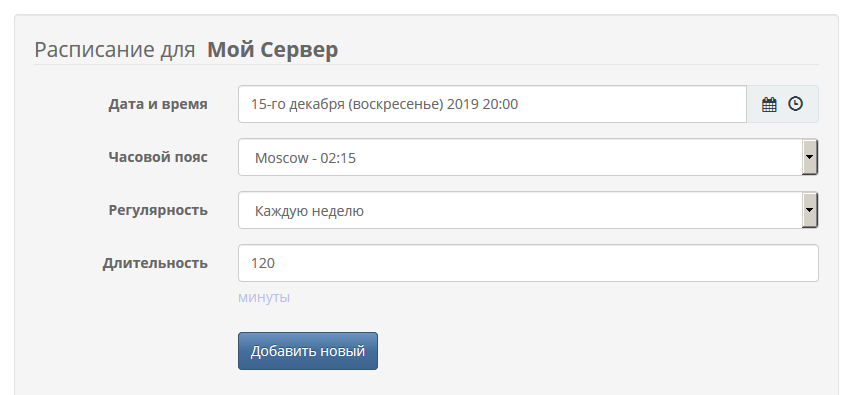 Расписание для Мой Сервер
Дата и время 15-го декабря (воскресенье) 2019 20:00
Часовой пояс Moscow - 02:15
Регулярность Каждую неделю
Длительность 120
минуты
Добавить новый